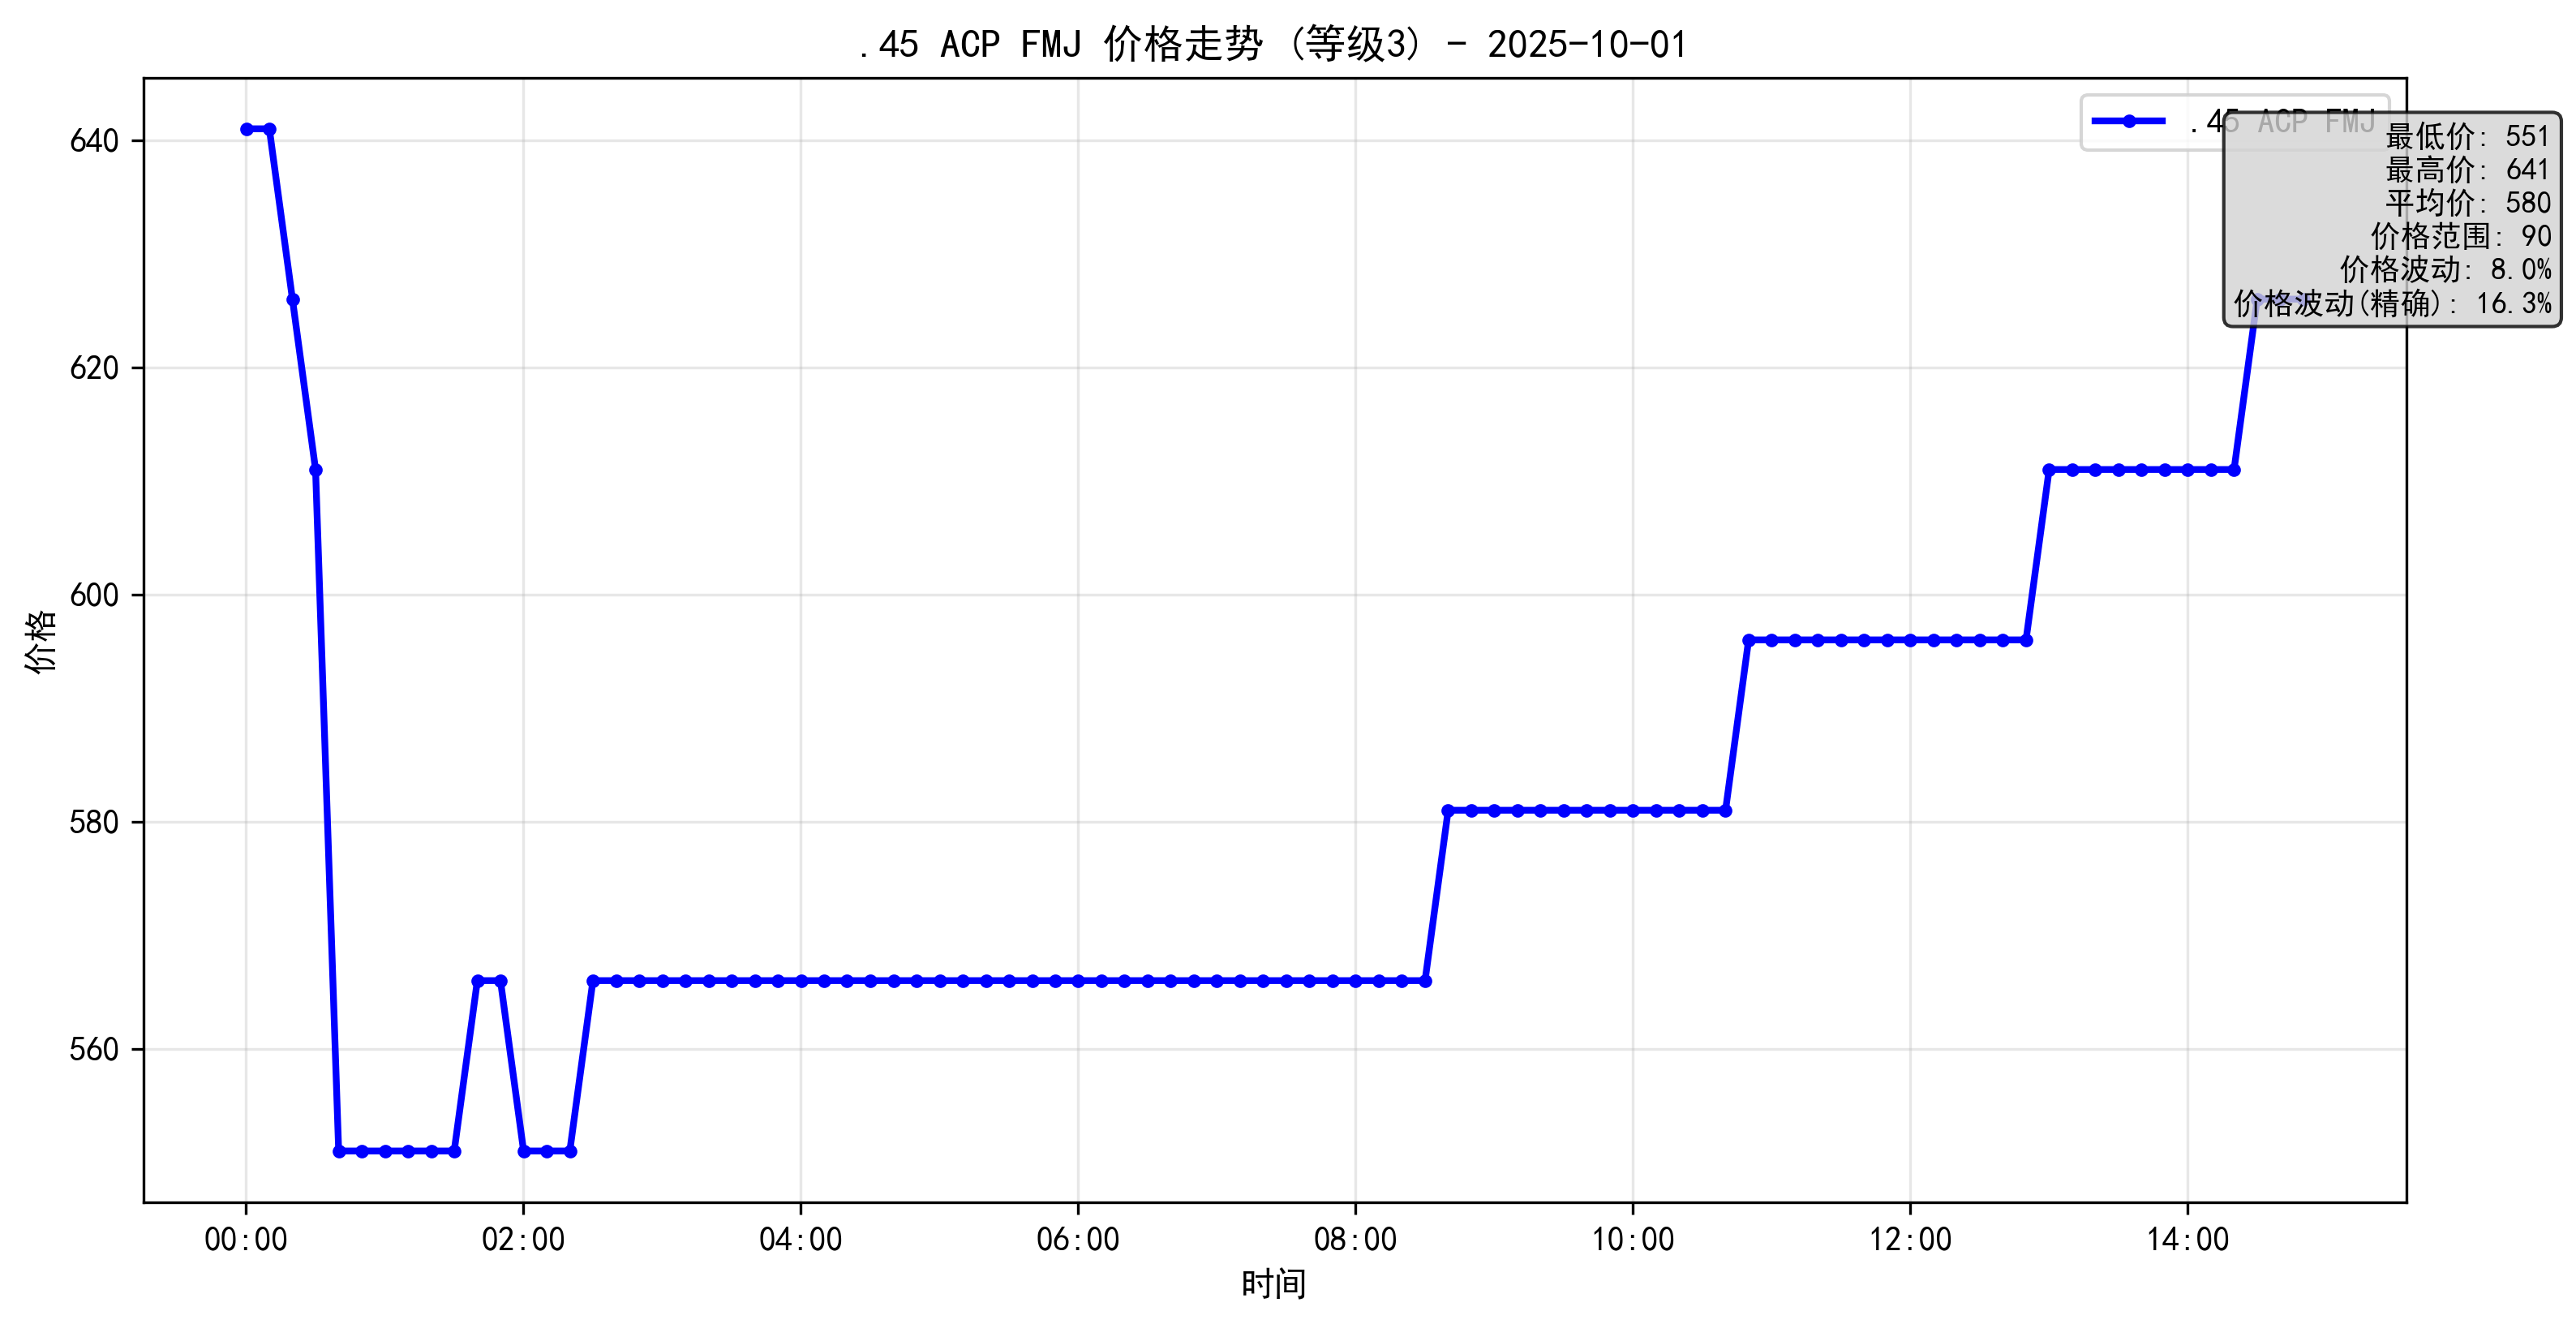 .45 ACP FMJ 价格走势 (等级3) - 2025-10-01
.45 ACP FMJ
最低价: 551
最高价: 641
平均价: 580
价格范围: 90
价格波动: 8.0%
价格波动(精确): 16.3%
价格
640
620
600
580
560
00:00 02:00 04:00 06:00 08:00 10:00 12:00 14:00
时间